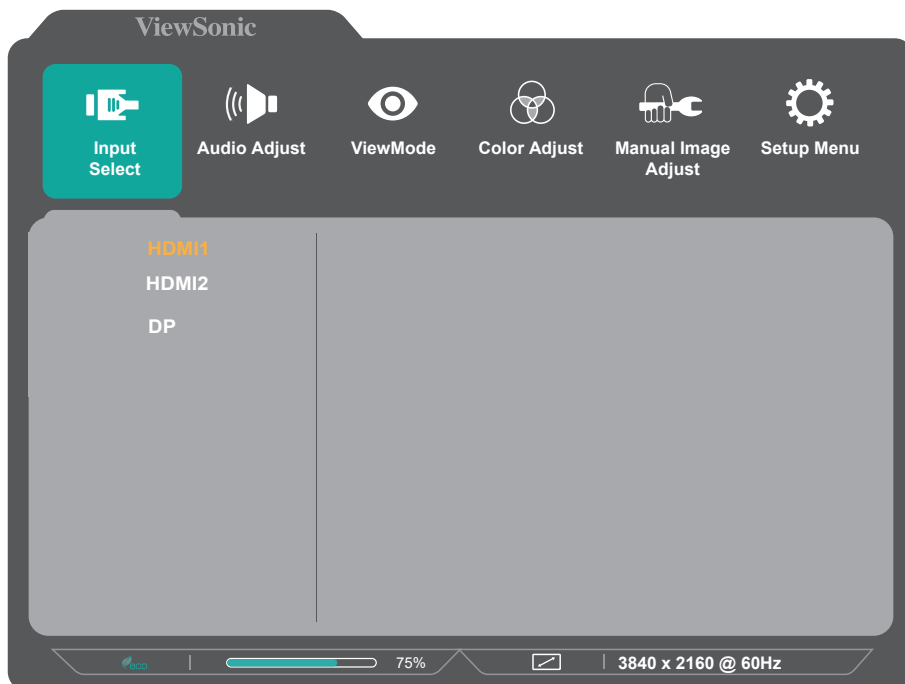 ViewSonic
Input
Select
Audio Adjust
ViewMode
Color Adjust
Manual Image
Adjust
Setup Menu
HDMI1
HDMI2
DP
eco
75%
3840 x 2160 @ 60Hz